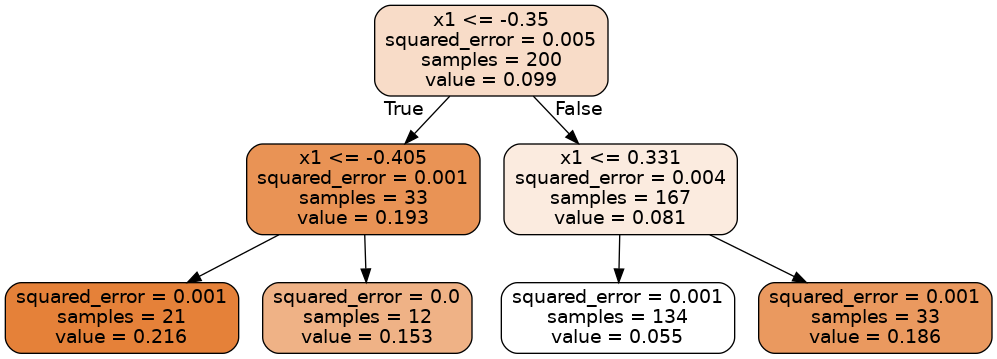 x1 <= -0.35
squared_error = 0.005
samples = 200
value = 0.099
True
False
x1 <= -0.405
squared_error = 0.001
samples = 33
value = 0.193
x1 <= 0.331
squared_error = 0.004
samples = 167
value = 0.081
squared_error = 0.001
samples = 21
value = 0.216
squared_error = 0.0
samples = 12
value = 0.153
squared_error = 0.001
samples = 134
value = 0.055
squared_error = 0.001
samples = 33
value = 0.186